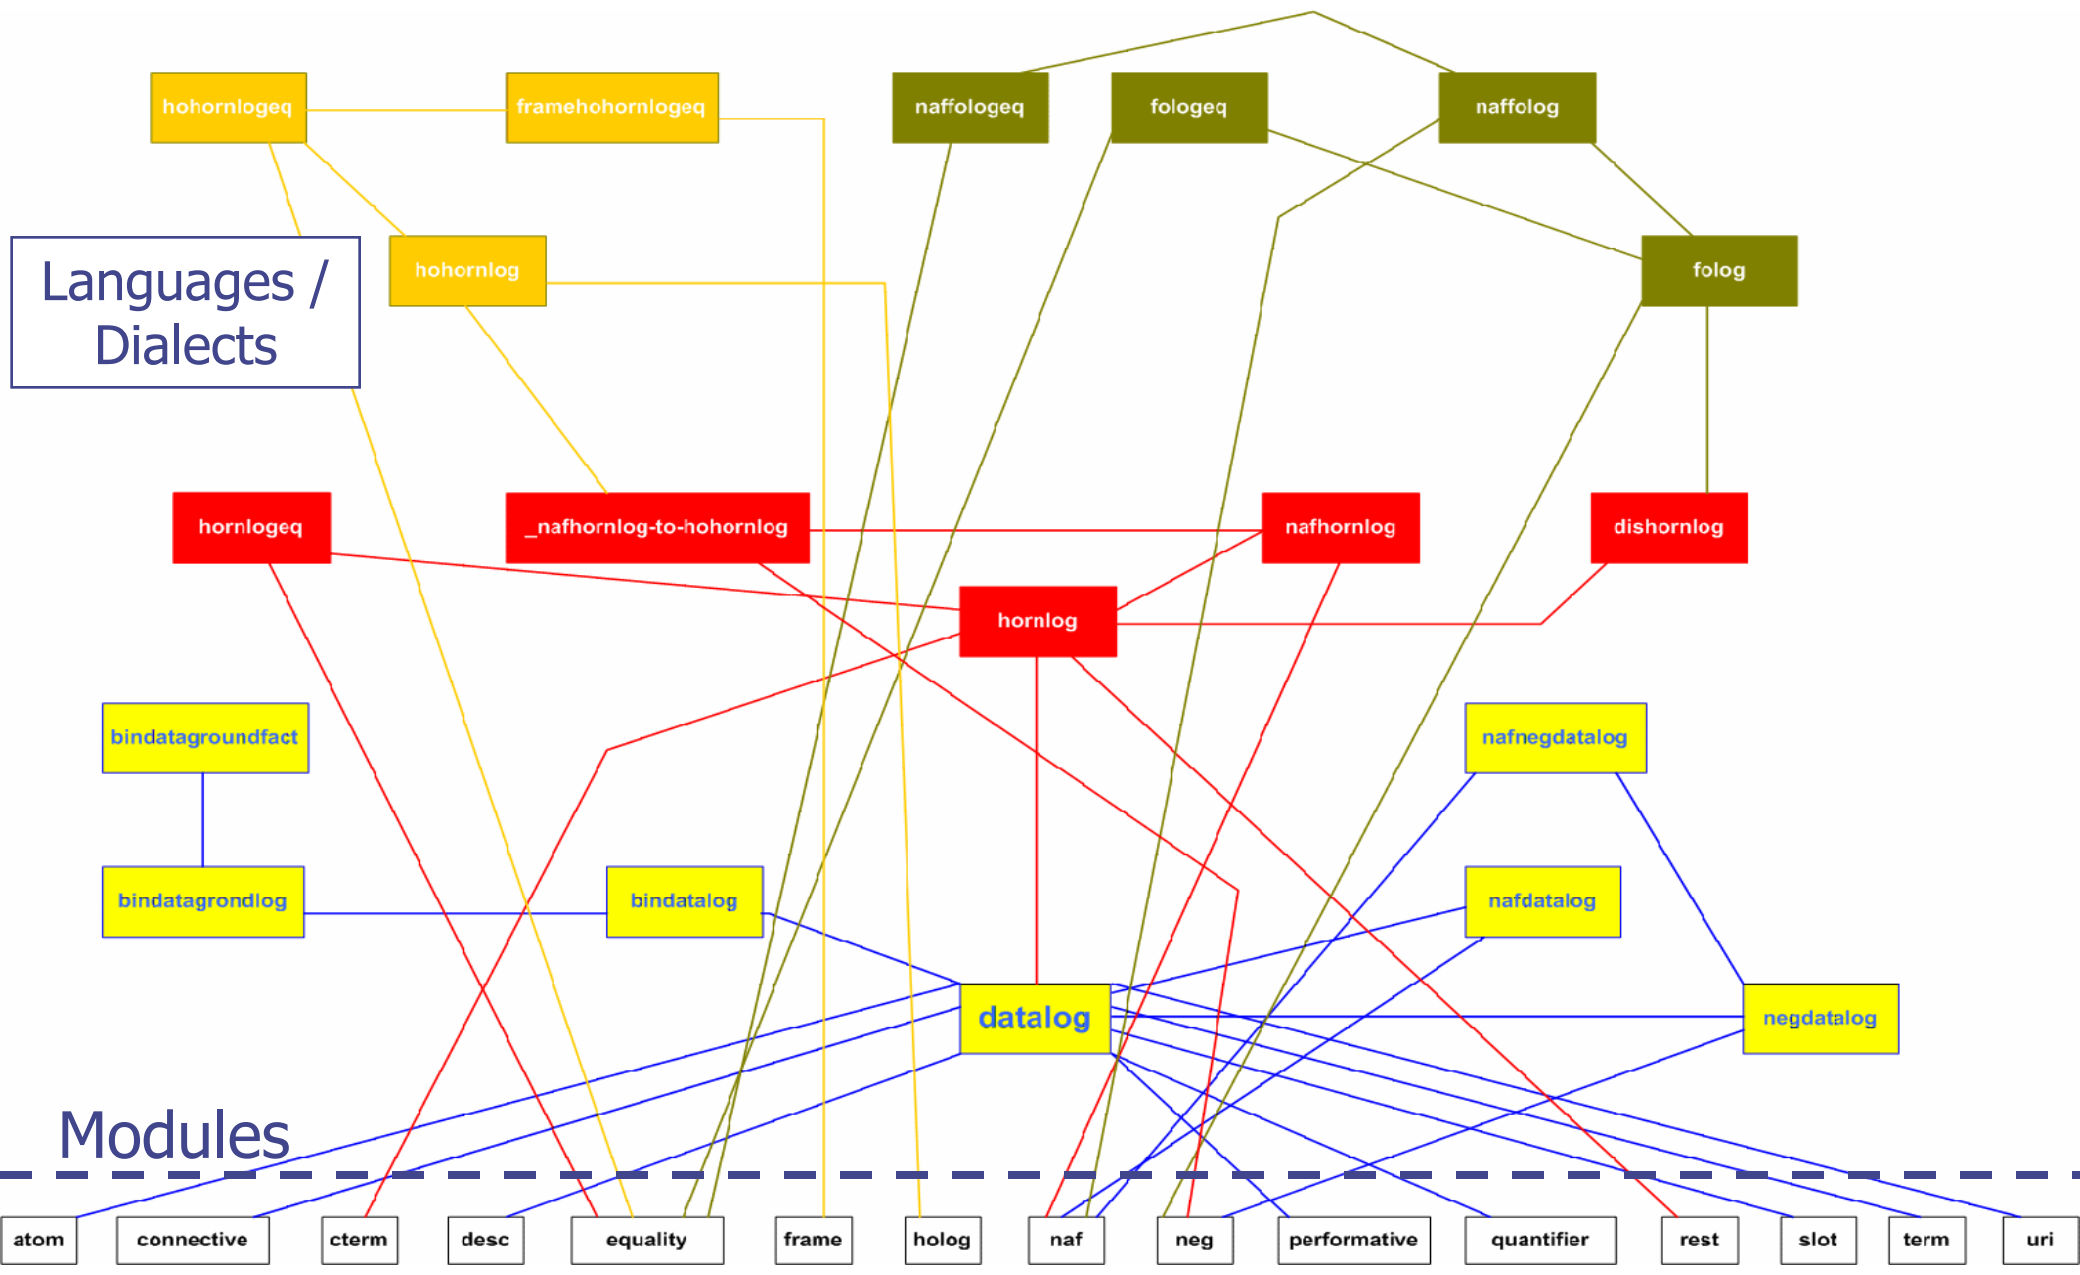 hohornlogeq
framehohornlogeq
naffologeq
fologeq
naffolog
Languages /
Dialects
hohornlog
folog
hornlogeq
_nafhornlog-to-hohornlog
nafhornlog
dishornlog
hornlog
bindatagroundfact
nafnegdatalog
bindatagrondlog
bindatalog
nafdatalog
datalog
negdatalog
Modules
atom
connective
cterm
desc
equality
frame
holog
naf
neg
performative
quantifier
rest
slot
term
uri